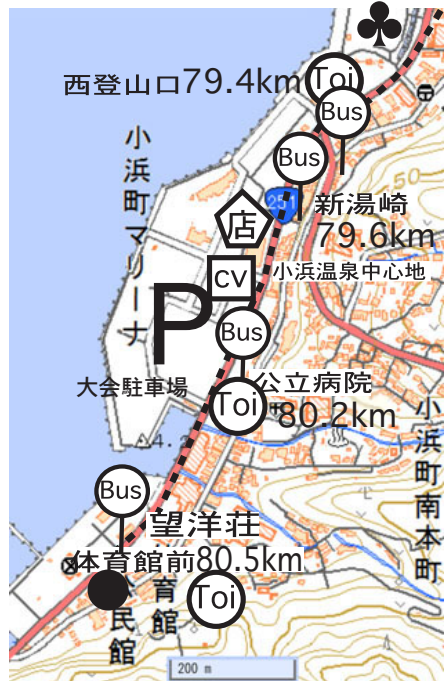 西登山口79.4km
Toi
Bus
Bus
50
251
新湯崎
79.6km
店
小浜町マリーナ
CV
小浜温泉中心地
P
Bus
大会駐車場
公立病院
Toi
80.2km
小浜町南本町
Bus
望洋荘
体育館前80.5km
Toi
育館
民館
200 m